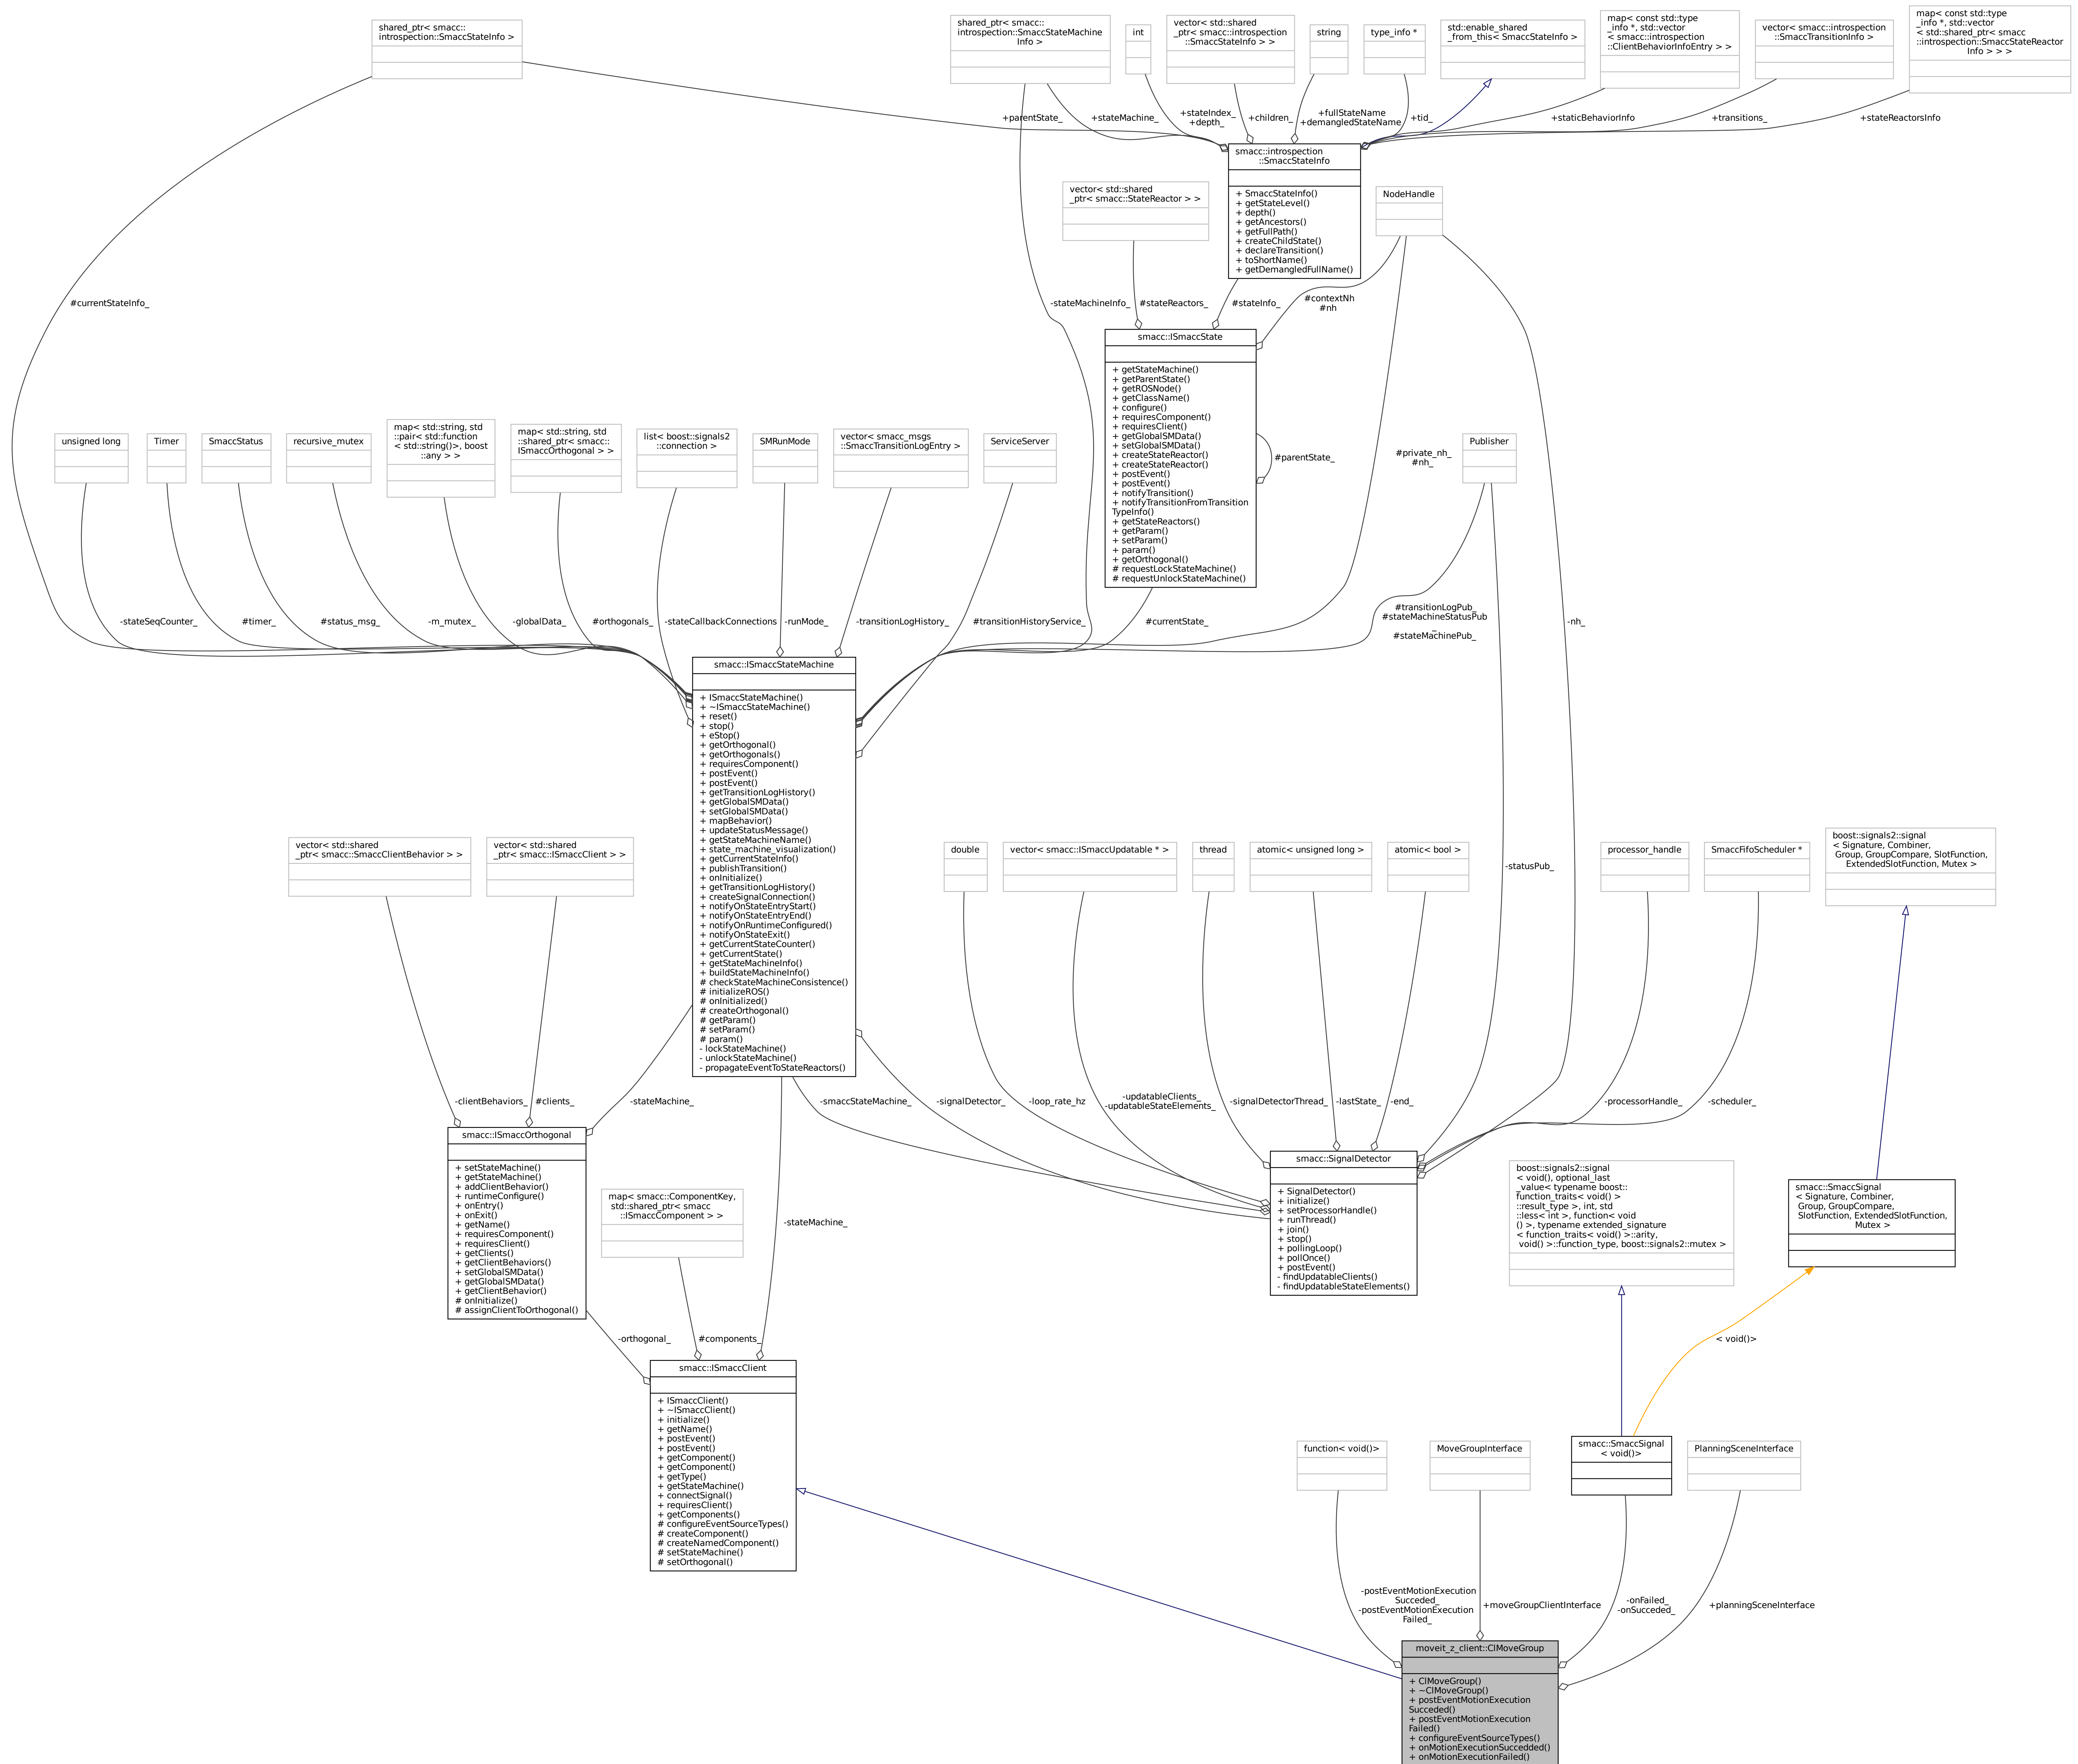 shared_ptr< smacc::
introspection::SmaccStateInfo >
shared_ptr< smacc::
introspection::SmaccStateMachine
Info >
int
vector< std::shared
_ptr< smacc::introspection
::SmaccStateInfo > >
string
type_info *
std::enable_shared
_from_this< SmaccStateInfo >
map< const std::type
_info *, std::vector
< smacc::introspection
::ClientBehaviorInfoEntry > >
vector< smacc::introspection
::SmaccTransitionInfo >
map< const std::type
_info *, std::vector
< std::shared_ptr< smacc
::introspection::SmaccStateReactor
Info > > >
+parentState_
+stateMachine_
+stateIndex_
+depth_
+children_
+fullStateName
+demangledStateName
+tid_
+staticBehaviorInfo
+transitions_
+stateReactorsInfo
smacc::introspection
::SmaccStateInfo
+ SmaccStateInfo()
+ getStateLevel()
+ depth()
+ getAncestors()
+ getFullPath()
+ createChildState()
+ declareTransition()
+ toShortName()
+ getDemangledFullName()
vector< std::shared
_ptr< smacc::StateReactor > >
NodeHandle
#currentStateInfo_
-stateMachineInfo_
#stateReactors_
#stateInfo_
#contextNh
#nh
smacc::ISmaccState
+ getStateMachine()
+ getParentState()
+ getROSNode()
+ getClassName()
+ configure()
+ requiresComponent()
+ requiresClient()
+ getGlobalSMData()
+ setGlobalSMData()
+ createStateReactor()
+ createStateReactor()
+ postEvent()
+ postEvent()
+ notifyTransition()
+ notifyTransitionFromTransition
TypeInfo()
+ getStateReactors()
+ getParam()
+ setParam()
+ param()
+ getOrthogonal()
# requestLockStateMachine()
# requestUnlockStateMachine()
#parentState_
#private_nh_
#nh_
unsigned long
Timer
SmaccStatus
recursive_mutex
map< std::string, std
::pair< std::function
< std::string()>, boost
::any > >
map< std::string, std
::shared_ptr< smacc::
ISmaccOrthogonal > >
list< boost::signals2
::connection >
SMRunMode
vector< smacc_msgs
::SmaccTransitionLogEntry >
ServiceServer
Publisher
-stateSeqCounter_
#timer_
#status_msg_
-m_mutex_
-globalData_
#orthogonals_
-stateCallbackConnections
-runMode_
-transitionLogHistory_
#transitionHistoryService_
#currentState_
#transitionLogPub_
#stateMachineStatusPub
_
#stateMachinePub_
-nh_
smacc::ISmaccStateMachine
+ ISmaccStateMachine()
+ ~ISmaccStateMachine()
+ reset()
+ stop()
+ eStop()
+ getOrthogonal()
+ getOrthogonals()
+ requiresComponent()
+ postEvent()
+ postEvent()
+ getTransitionLogHistory()
+ getGlobalSMData()
+ setGlobalSMData()
+ mapBehavior()
+ updateStatusMessage()
+ getStateMachineName()
+ state_machine_visualization()
+ getCurrentStateInfo()
+ publishTransition()
+ onInitialize()
+ getTransitionLogHistory()
+ createSignalConnection()
+ notifyOnStateEntryStart()
+ notifyOnStateEntryEnd()
+ notifyOnRuntimeConfigured()
+ notifyOnStateExit()
+ getCurrentStateCounter()
+ getCurrentState()
+ getStateMachineInfo()
+ buildStateMachineInfo()
# checkStateMachineConsistence()
# initializeROS()
# onInitialized()
# createOrthogonal()
# getParam()
# setParam()
# param()
- lockStateMachine()
- unlockStateMachine()
- propagateEventToStateReactors()
vector< std::shared
_ptr< smacc::SmaccClientBehavior > >
vector< std::shared
_ptr< smacc::ISmaccClient > >
double
vector< smacc::ISmaccUpdatable * >
thread
atomic< unsigned long >
atomic< bool >
-statusPub_
processor_handle
SmaccFifoScheduler *
boost::signals2::signal
< Signature, Combiner,
Group, GroupCompare, SlotFunction,
ExtendedSlotFunction, Mutex >
-clientBehaviors_
#clients_
-stateMachine_
-smaccStateMachine_
-signalDetector_
-loop_rate_hz
-updatableClients_
-updatableStateElements_
-signalDetectorThread_
-lastState_
-end_
-processorHandle_
-scheduler_
smacc::ISmaccOrthogonal
+ setStateMachine()
+ getStateMachine()
+ addClientBehavior()
+ runtimeConfigure()
+ onEntry()
+ onExit()
+ getName()
+ requiresComponent()
+ requiresClient()
+ getClients()
+ getClientBehaviors()
+ setGlobalSMData()
+ getGlobalSMData()
+ getClientBehavior()
# onInitialize()
# assignClientToOrthogonal()
map< smacc::ComponentKey,
std::shared_ptr< smacc
::ISmaccComponent > >
-stateMachine_
smacc::SignalDetector
+ SignalDetector()
+ initialize()
+ setProcessorHandle()
+ runThread()
+ join()
+ stop()
+ pollingLoop()
+ pollOnce()
+ postEvent()
- findUpdatableClients()
- findUpdatableStateElements()
boost::signals2::signal
< void(), optional_last
_value< typename boost::
function_traits< void() >
::result_type >, int, std
::less< int >, function< void
() >, typename extended_signature
< function_traits< void() >::arity,
void() >::function_type, boost::signals2::mutex >
smacc::SmaccSignal
< Signature, Combiner,
Group, GroupCompare,
SlotFunction, ExtendedSlotFunction,
Mutex >
-orthogonal_
#components_
< void()>
smacc::ISmaccClient
+ ISmaccClient()
+ ~ISmaccClient()
+ initialize()
+ getName()
+ postEvent()
+ postEvent()
+ getComponent()
+ getComponent()
+ getType()
+ getStateMachine()
+ connectSignal()
+ requiresClient()
+ getComponents()
# configureEventSourceTypes()
# createComponent()
# createNamedComponent()
# setStateMachine()
# setOrthogonal()
function< void()>
MoveGroupInterface
smacc::SmaccSignal
< void()>
PlanningSceneInterface
-postEventMotionExecution
Succeded_
-postEventMotionExecution
Failed_
+moveGroupClientInterface
-onFailed_
-onSucceded_
+planningSceneInterface
moveit_z_client::ClMoveGroup
+ ClMoveGroup()
+ ~ClMoveGroup()
+ postEventMotionExecution
Succeded()
+ postEventMotionExecution
Failed()
+ configureEventSourceTypes()
+ onMotionExecutionSuccedded()
+ onMotionExecutionFailed()